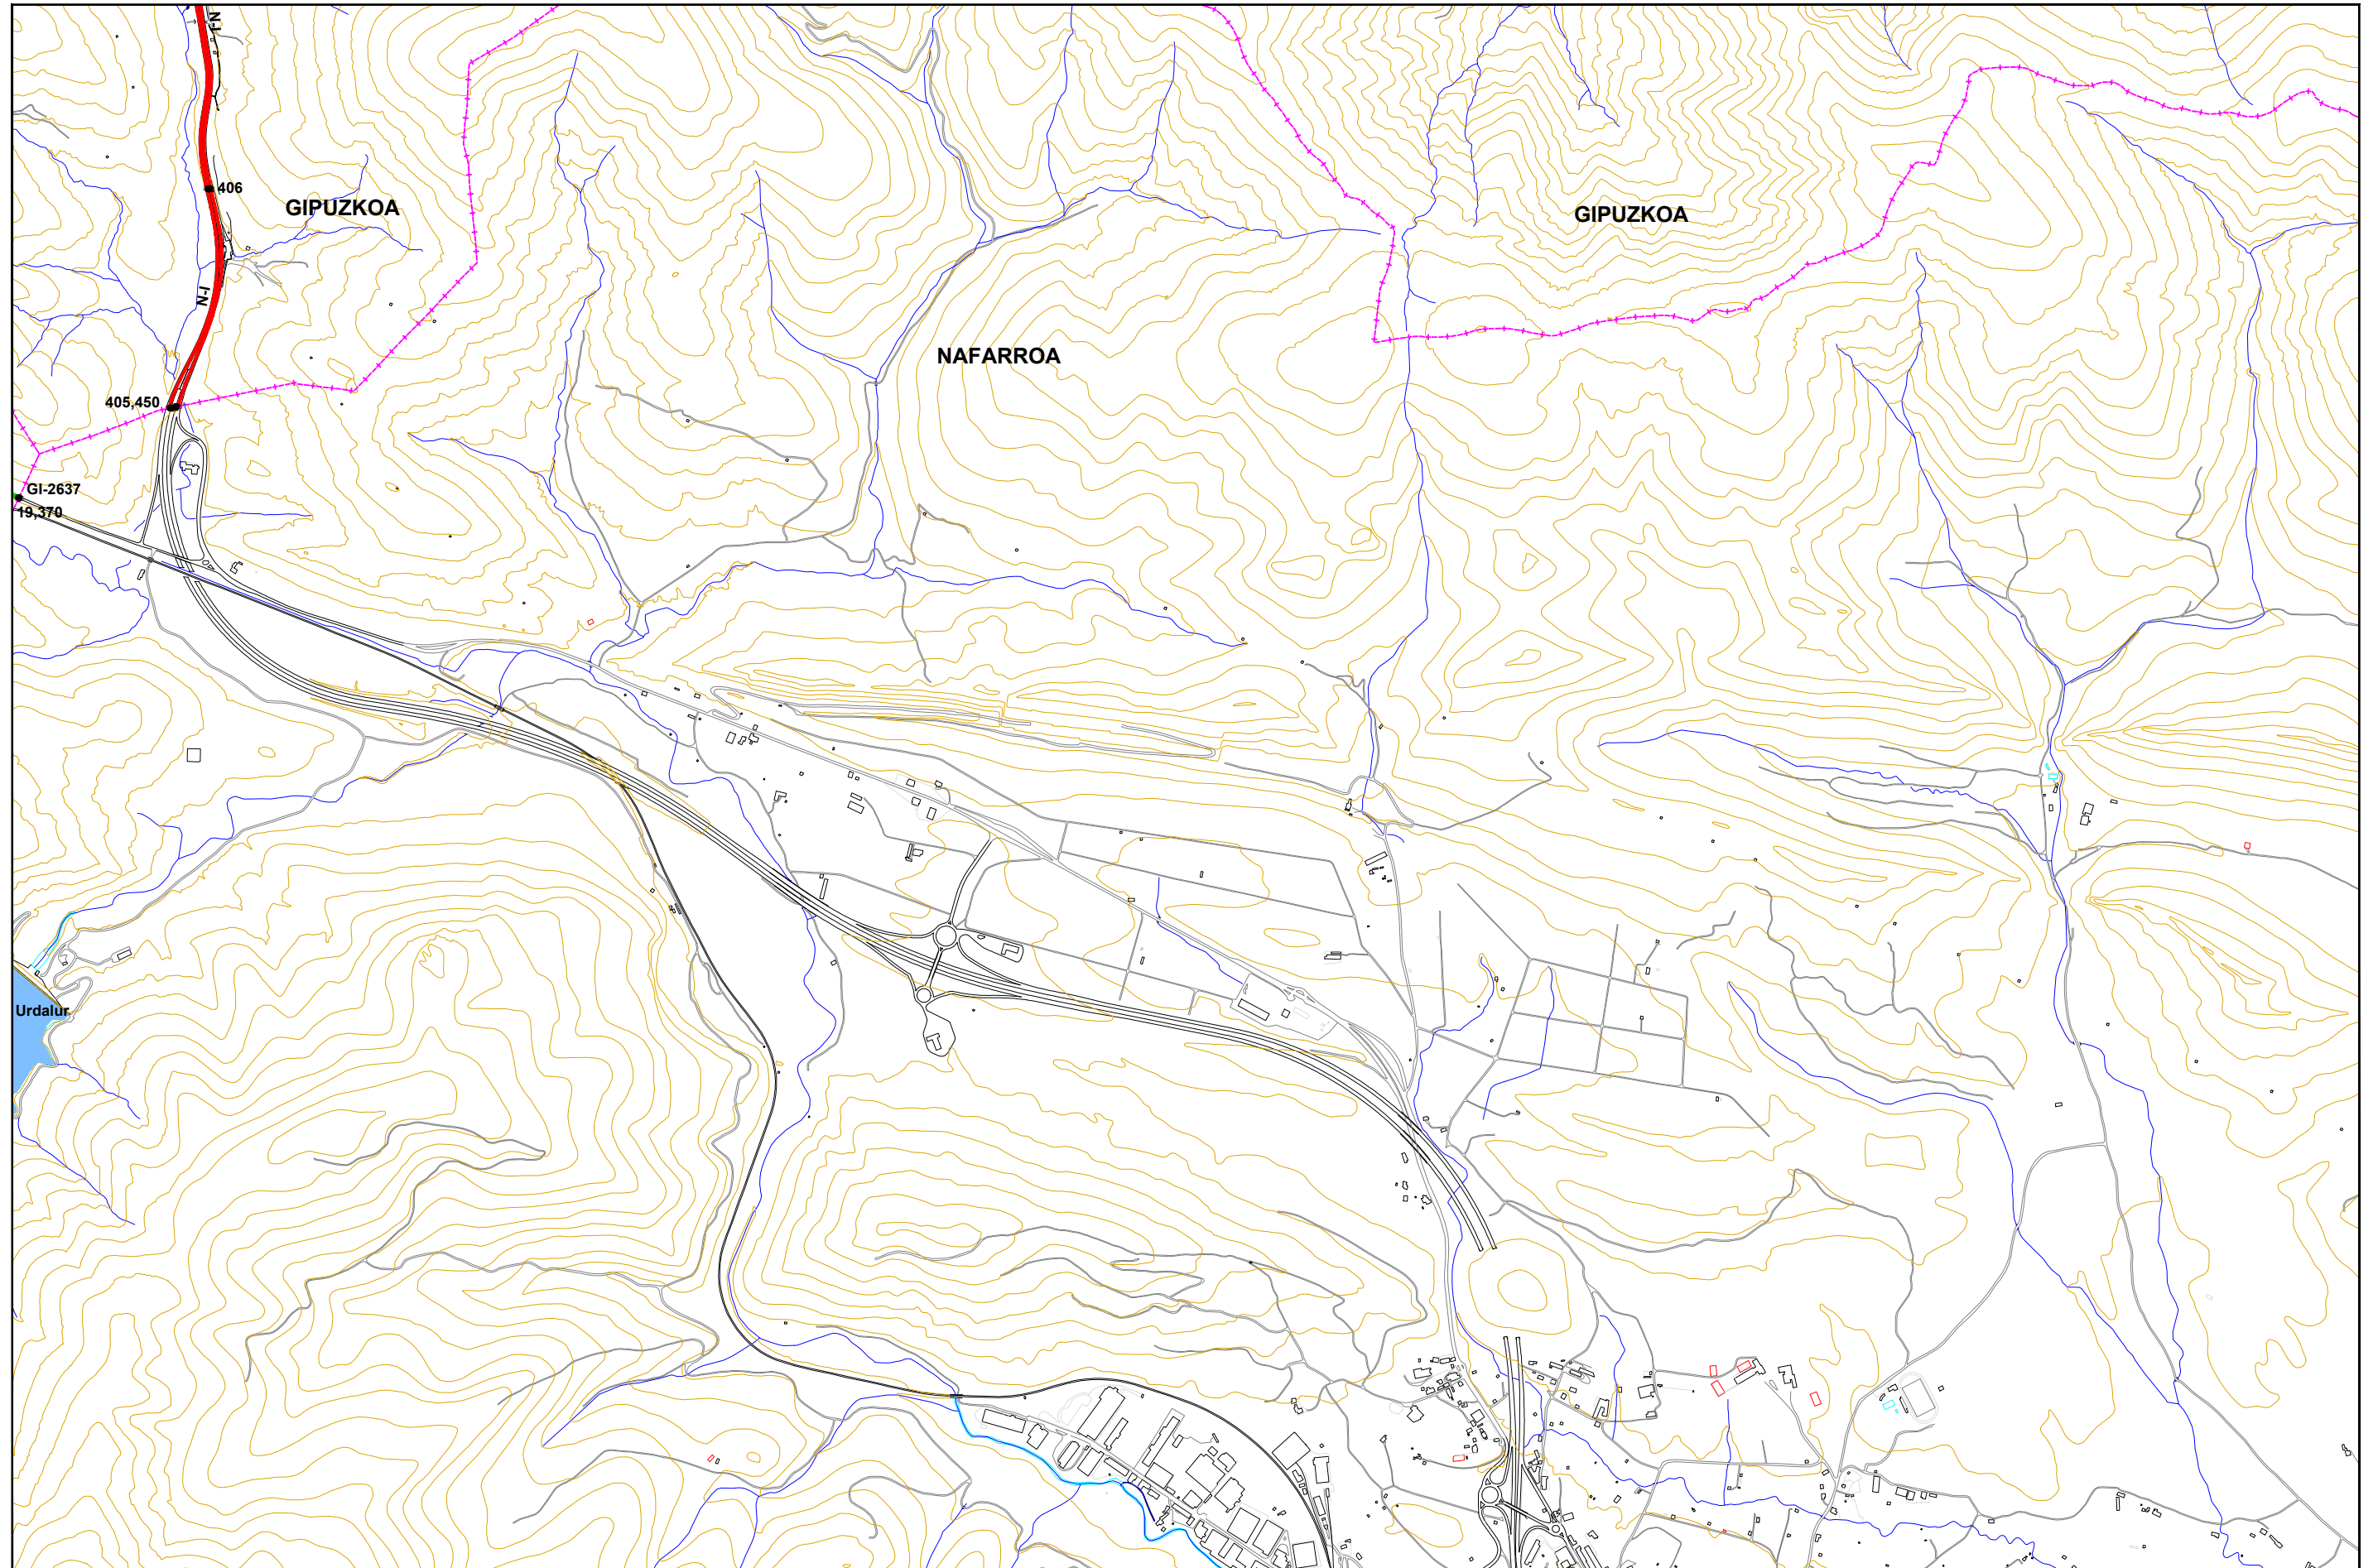 N-I
406
GIPUZKOA
GIPUZKOA
N-I
NAFARROA
405,450
GI-2637
19,370
Urdalur